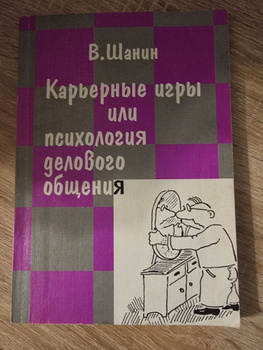 В.Шанин
Карьерные игры
или
психология
делового
общения